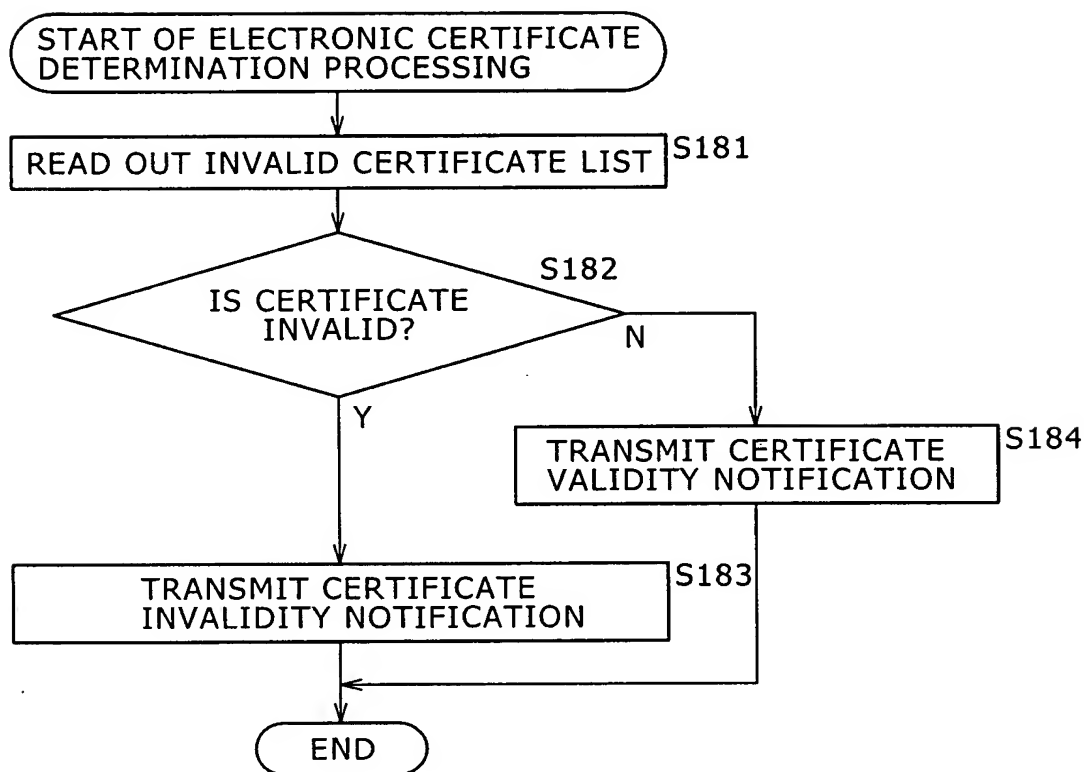 START OF ELECTRONIC CERTIFICATE
DETERMINATION PROCESSING
READ OUT INVALID CERTIFICATE LIST
S181
S182
IS CERTIFICATE
INVALID?
N
Y
TRANSMIT CERTIFICATE
VALIDITY NOTIFICATION
S184
TRANSMIT CERTIFICATE
INVALIDITY NOTIFICATION
S183
END